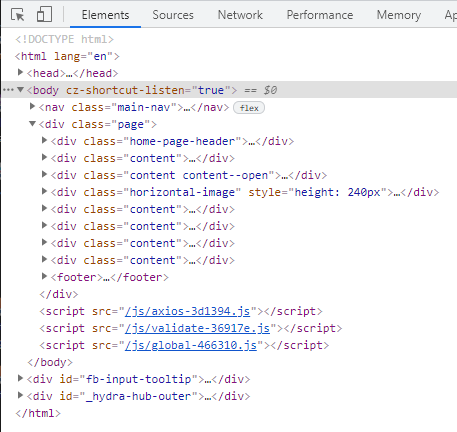 Elements Sources Network Performance Memory A
<!DOCTYPE html>
<html lang="en">
<head>…</head>
<body cz-shortcut-listen="true"> == $0
<nav class="main-nav">…</nav> flex
<div class="page">
<div class="home-page-header">…</div>
<div class="content">…</div>
<div class="content content--open">…</div>
<div class="horizontal-image" style="height: 240px">…</div>
<div class="content">…</div>
<div class="content">…</div>
<div class="content">…</div>
<div class="content">…</div>
<footer>…</footer>
</div>
<script src="/js/axios-3d1394.js"></script>
<script src="/js/validate-36917e.js"></script>
<script src="/js/global-466310.js"></script>
</body>
<div id="fb-input-tooltip">…</div>
<div id="_hydra-hub-outer">…</div>
</html>